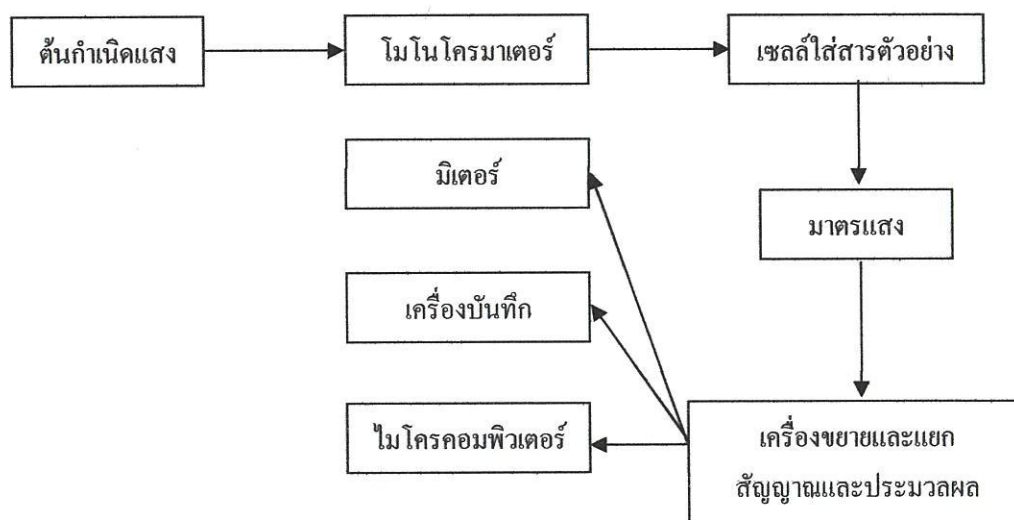 ต้นกำเนิดแสง
โมโนโครมาเตอร์
เซลล์ใส่สารตัวอย่าง
มิเตอร์
มาตรแสง
เครื่องบันทึก
ไมโครคอมพิวเตอร์
เครื่องขยายและแยก
สัญญาณและประมวลผล